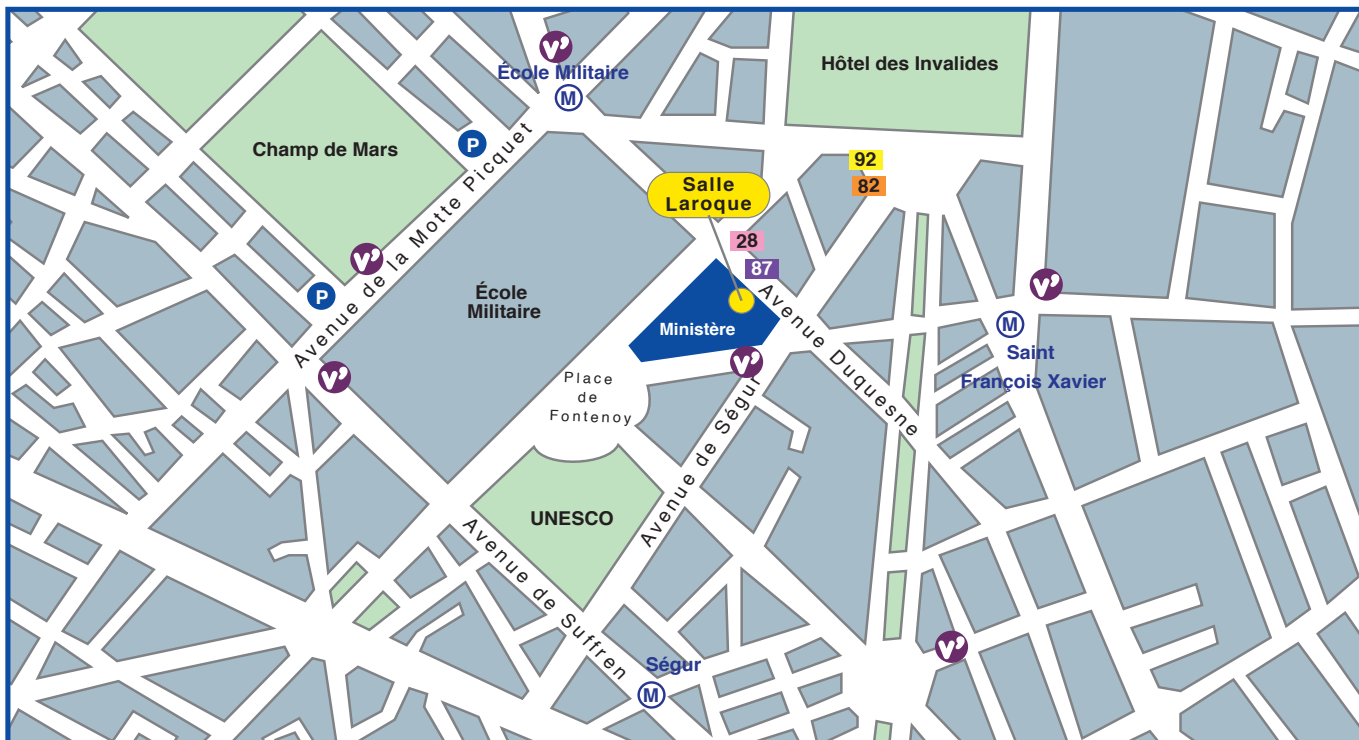 V'
École Militaire
M
Hôtel des Invalides
P
Champ de Mars
Avenue de la Motte Picquet
92
82
Salle
Laroque
28
87
V'
P
École
Militaire
Ministère
Avenue Duquesne
V'
M
Saint
François Xavier
V'
V'
Place
de
Fontenoy
Avenue de Ségur
UNESCO
Avenue de Suffren
V'
Ségur
M